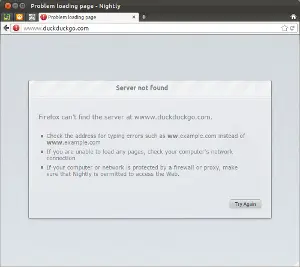 Problem loading page - Nightly
Problem loading page
wwww.duckduckgo.com
Server not found
Firefox can't find the server at wwww.duckduckgo.com.
Check the address for typing errors such as ww.example.com instead of
www.example.com
If you are unable to load any pages, check your computer's network
connection
If your computer or network is protected by a firewall or proxy, make
sure that Nightly is permitted to access the Web.
Try Again